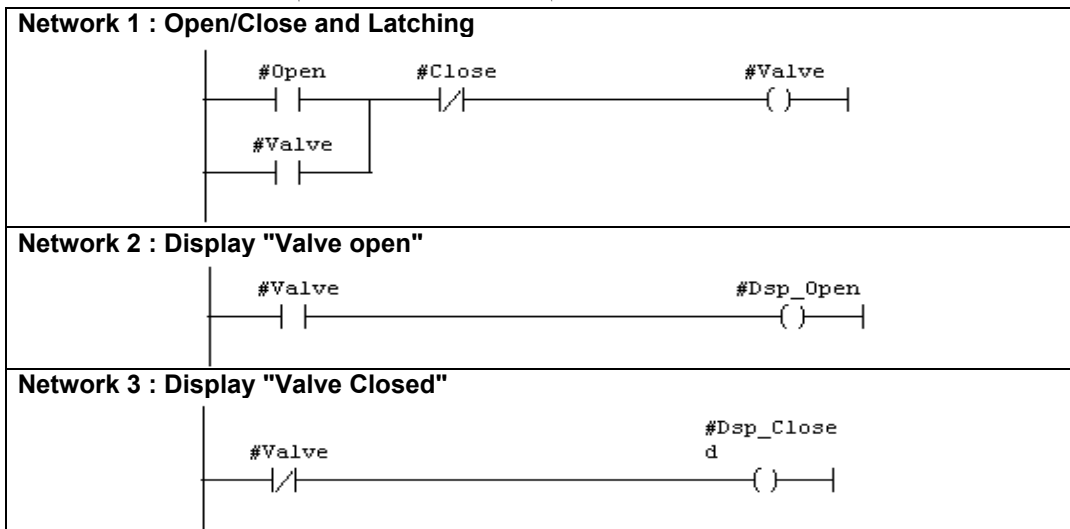 Network 1 : Open/Close and Latching
#Open #Close #Valve
#Valve
Network 2 : Display "Valve open"
#Valve #Dsp_Open
Network 3 : Display "Valve Closed"
#Dsp_Close
#Valve d